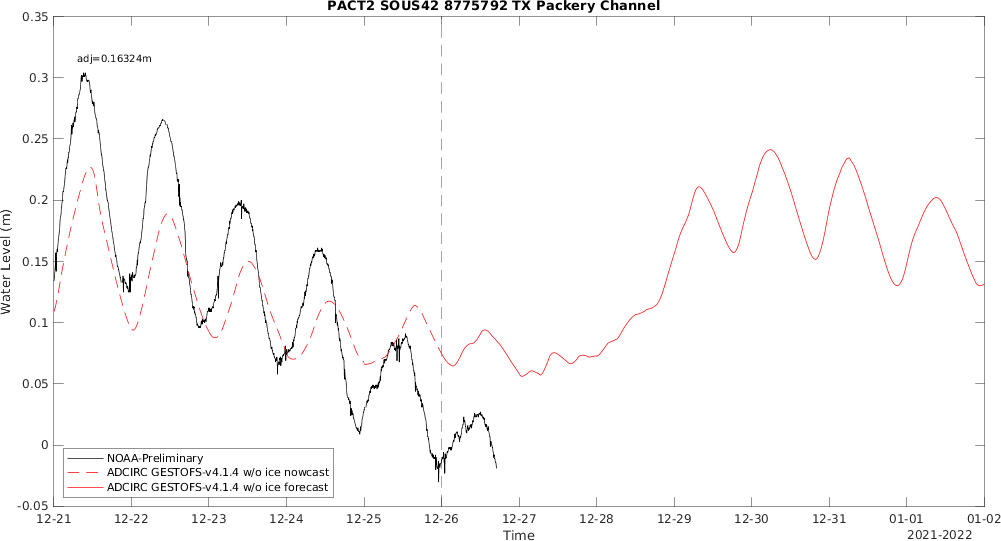 PACT2 SOUS42 8775792 TX Packery Channel
0.35
adj=0.16324m
0.3
0.25
0.2
0.15
0.1
0.05
0
-0.05
Water Level (m)
NOAA-Preliminary
ADCIRC GESTOFS-v4.1.4 w/o ice nowcast
ADCIRC GESTOFS-v4.1.4 w/o ice forecast
12-21 12-22 12-23 12-24 12-25 12-26 12-27 12-28 12-29 12-30 12-31 01-01 01-02
Time
2021-2022